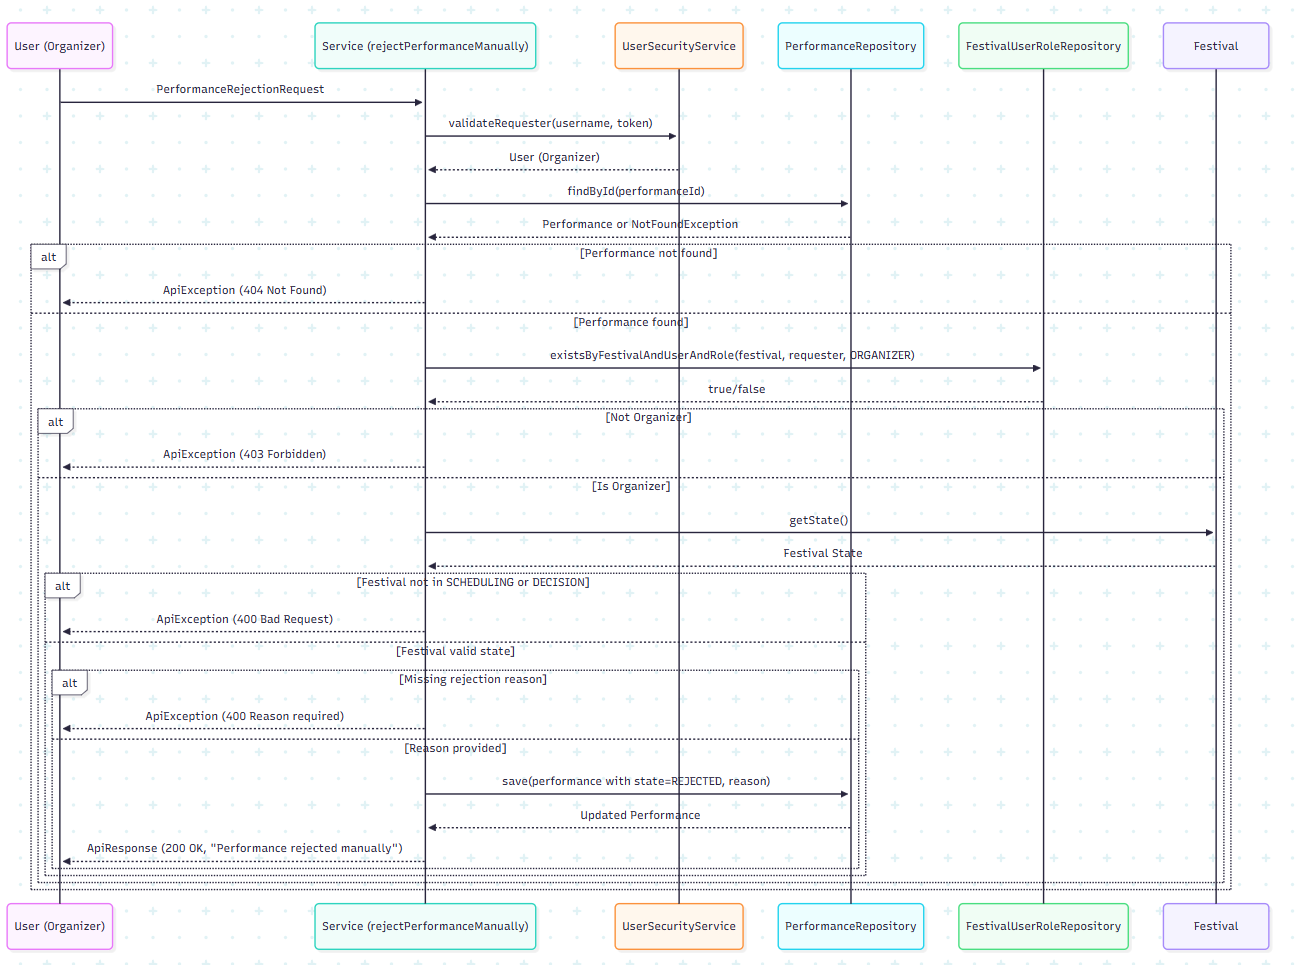 User (Organizer)
Service (rejectPerformanceManually)
UserSecurityService
PerformanceRepository
FestivalUserRoleRepository
Festival
PerformanceRejectionRequest
validateRequester(username, token)
User (Organizer)
findById(performanceId)
Performance or NotFoundException
alt
[Performance not found]
ApiException (404 Not Found)
[Performance found]
existsByFestivalAndUserAndRole(festival, requester, ORGANIZER)
true/false
alt
[Not Organizer]
ApiException (403 Forbidden)
[Is Organizer]
getState()
Festival State
alt
[Festival not in SCHEDULING or DECISION]
ApiException (400 Bad Request)
[Festival valid state]
alt
[Missing rejection reason]
ApiException (400 Reason required)
[Reason provided]
save(performance with state=REJECTED, reason)
Updated Performance
ApiResponse (200 OK, "Performance rejected manually")
User (Organizer)
Service (rejectPerformanceManually)
UserSecurityService
PerformanceRepository
FestivalUserRoleRepository
Festival